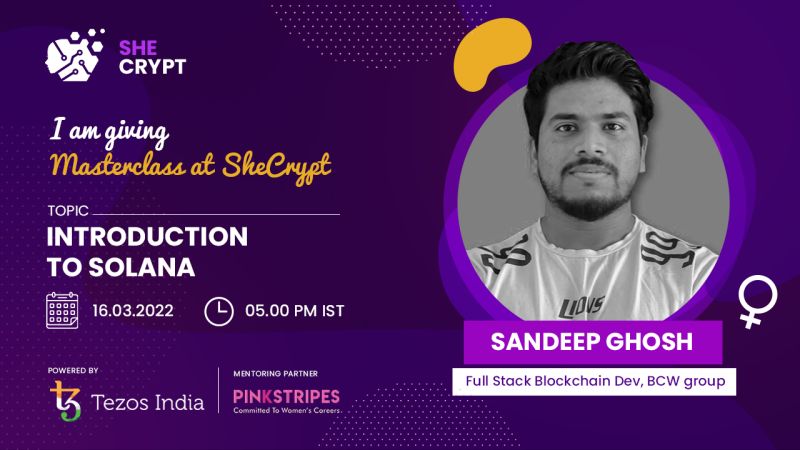 SHE
CRYPT
I am giving
Masterclass at SheCrypt
TOPIC
INTRODUCTION
TO SOLANA
16.03.2022
05.00 PM IST
POWERED BY
Tezos India
MENTORING PARTNER
PINKSTRIPES
Committed To Women's Careers.
LIONS
SANDEEP GHOSH
Full Stack Blockchain Dev, BCW group